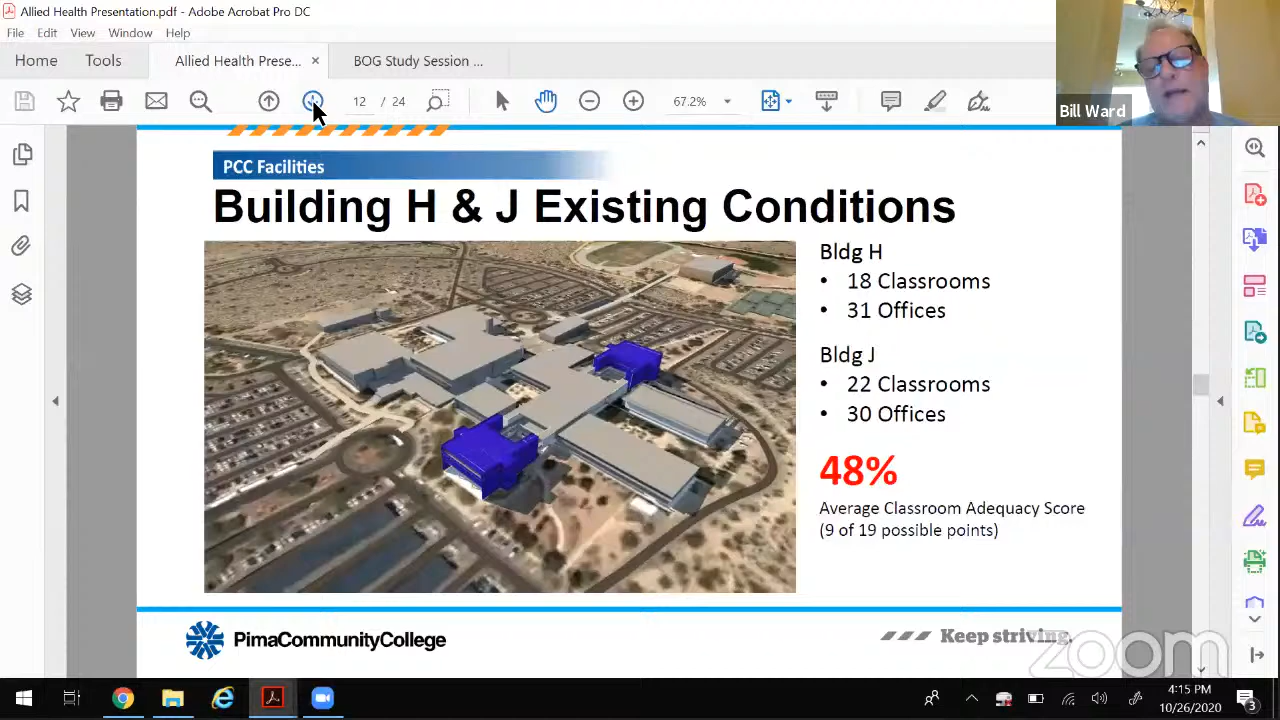 Allied Health Presentation.pdf - Adobe Acrobat Pro DC
File Edit View Window Help
Home Tools Allied Health Prese... × BOG Study Session ...
12 / 24 67.2%
Bill Ward
PCC Facilities
Building H & J Existing Conditions
Bldg H
• 18 Classrooms
• 31 Offices
Bldg J
• 22 Classrooms
• 30 Offices
48%
Average Classroom Adequacy Score
(9 of 19 possible points)
PimaCommunityCollege
Keep striving.
zoom
4:15 PM
10/26/2020
3